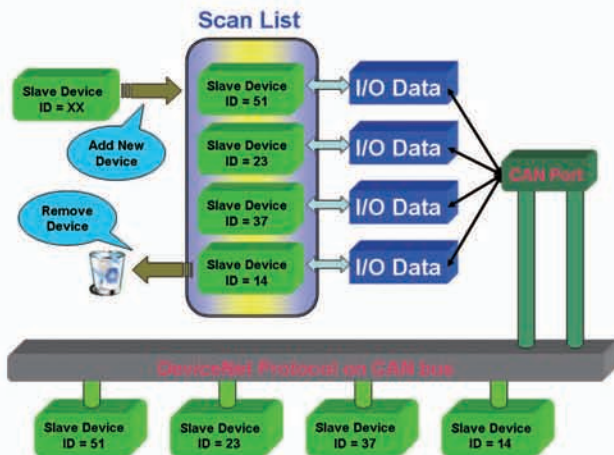 Scan List
Slave Device
ID = XX
Add New
Device
Slave Device
ID = 51
I/O Data
Slave Device
ID = 23
I/O Data
Slave Device
ID = 37
I/O Data
Slave Device
ID = 14
I/O Data
Remove
Device
CAN Port
DeviceNet Protocal on CAN bus
Slave Device
ID = 51
Slave Device
ID = 23
Slave Device
ID = 37
Slave Device
ID = 14